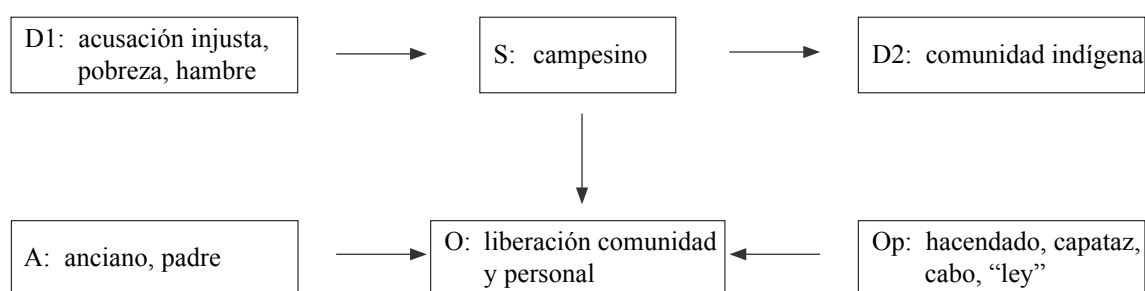 D1: acusación injusta,
pobreza, hambre
S: campesino
D2: comunidad indígena
A: anciano, padre
O: liberación comunidad
y personal
Op: hacendado, capataz,
cabo, “ley”